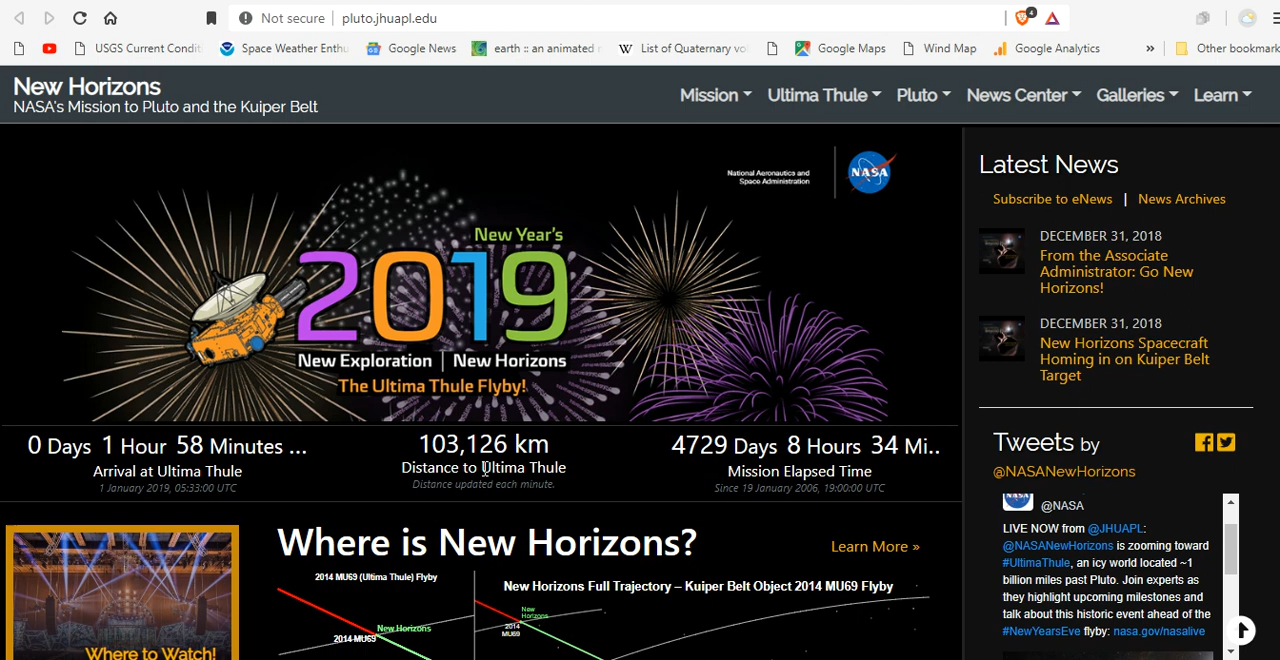 Not secure | pluto.jhuapl.edu
4
USGS Current Condit
Space Weather Enthu
Google News
earth :: an animated
List of Quaternary vo
Google Maps
Wind Map
Google Analytics
»
Other bookmark
New Horizons
NASA's Mission to Pluto and the Kuiper Belt
Mission
Ultima Thule
Pluto
News Center
Galleries
Learn
National Aeronautics and
Space Administration
NASA
New Year's
2019
New Exploration | New Horizons
The Ultima Thule Flyby!
0 Days 1 Hour 58 Minutes ...
Arrival at Ultima Thule
1 January 2019, 05:33:00 UTC
103,126 km
Distance to Ultima Thule
Distance updated each minute.
4729 Days 8 Hours 34 Mi..
Mission Elapsed Time
Since 19 January 2006, 19:00:00 UTC
Where to Watch!
Where is New Horizons?
Learn More »
2014 MU69 (Ultima Thule) Flyby
New Horizons
2014 MU69
New Horizons Full Trajectory – Kuiper Belt Object 2014 MU69 Flyby
New
Horizons
2014
MU69
Latest News
Subscribe to eNews | News Archives
DECEMBER 31, 2018
From the Associate
Administrator: Go New
Horizons!
DECEMBER 31, 2018
New Horizons Spacecraft
Homing in on Kuiper Belt
Target
Tweets by
@NASANewHorizons
NASA
@NASA
LIVE NOW from @JHUAPL:
@NASANewHorizons is zooming toward
#UltimaThule, an icy world located ~1
billion miles past Pluto. Join experts as
they highlight upcoming milestones and
talk about this historic event ahead of the
#NewYearsEve flyby: nasa.gov/nasalive